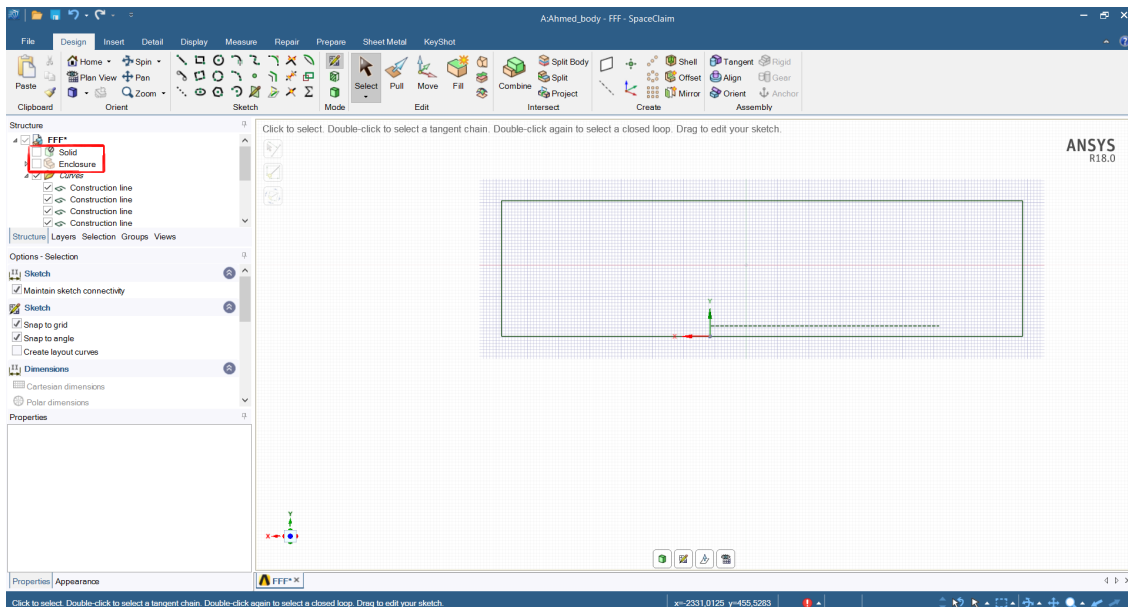 A:Ahmed_body - FFF - SpaceClaim
File Design Insert Detail Display Measure Repair Prepare Sheet Metal KeyShot
Paste
Clipboard
Home Spin
Plan View Pan
Zoom
Orient
Sketch
Mode
Select Pull Move Fill
Edit
Combine
Split Body
Split
Project
Intersect
Shell
Offset
Mirror
Create
Tangent Rigid
Align Gear
Orient Anchor
Assembly
Structure
FFF*
Solid
Enclosure
Curves
Construction line
Construction line
Construction line
Construction line
Structure Layers Selection Groups Views
Options - Selection
Sketch
Maintain sketch connectivity
Sketch
Snap to grid
Snap to angle
Create layout curves
Dimensions
Cartesian dimensions
Polar dimensions
Properties
Properties Appearance
Click to select. Double-click to select a tangent chain. Double-click again to select a closed loop. Drag to edit your sketch.
ANSYS
R18.0
Y
X
Y
X
FFF*
Click to select. Double-click to select a tangent chain. Double-click again to select a closed loop. Drag to edit your sketch.
x=-2331,0125 y=455,5283